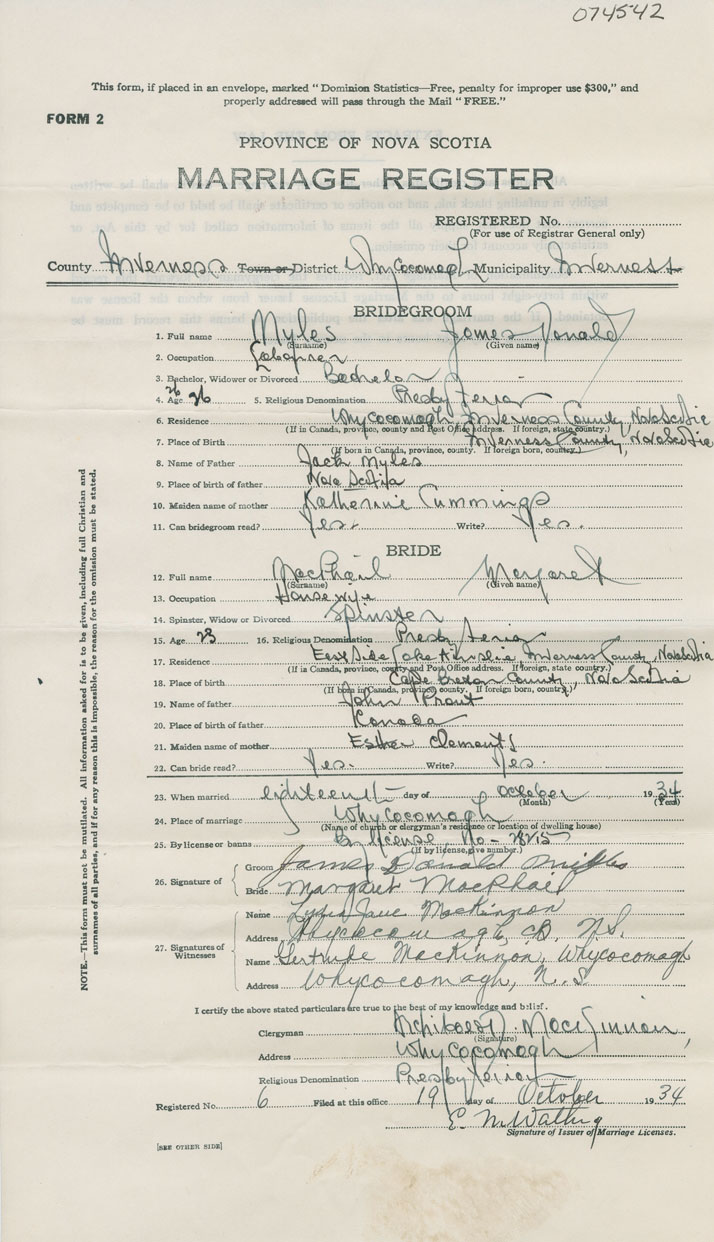 074542
This form, if placed in an envelope, marked "Dominion Statistics—Free, penalty for improper use $300," and
properly addressed will pass through the Mail "FREE."
FORM 2
PROVINCE OF NOVA SCOTIA
MARRIAGE REGISTER
REGISTERED No.
(For use of Registrar General only)
County Inverness Town or District Whycocomagh Municipality Inverness
BRIDEGROOM
1. Full name Myles James Donald
(Surname) (Given name)
2. Occupation Labourer
3. Bachelor, Widower or Divorced Bachelor
4. Age 26 26 5. Religious Denomination Presbyterian
6. Residence Whycocomagh, Inverness County, Nova Scotia
(If in Canada, province, county and Post Office address. If foreign, state county.)
7. Place of Birth Inverness County, Nova Scotia
(If born in Canada, province, county. If foreign born, country.)
8. Name of Father Jack Myles
9. Place of birth of father Nova Scotia
10. Maiden name of mother Katherine Cummings
11. Can bridegroom read? Yes. Write? Yes.
BRIDE
12. Full name MacPhail Margaret
(Surname) (Given name)
13. Occupation Housewife
14. Spinster, Widow or Divorced Spinster
15. Age 23 16. Religious Denomination Presbyterian
17. Residence East Side Lake Ainslie, Inverness County, Nova Scotia
(If in Canada, province, county and Post Office address. If foreign, state country.)
18. Place of birth Cape Breton County, Nova Scotia
(If born in Canada, province county. If foreign born, country.)
19. Name of father John Prout
20. Place of birth of father Canada
21. Maiden name of mother Esther Clements
22. Can bride read? Yes. Write? Yes.
23. When married eighteenth day of October 1934
(Month) (Year)
24. Place of marriage Whycocomagh
(Name of church or clergyman's residence or location of dwelling house)
25. By license or banns By license, No-
(If by license, give number.)
26. Signature of Groom James Donald
Bride Margaret MacPhail
27. Signatures of Witnesses
Name Lydia Jane MacKinnon
Address Whycocomagh, CB, N.S.
Name Gertrude MacKinnon, Whycocomagh
Address Whycocomagh, N.S.
I certify the above stated particulars are true to the best of my knowledge and belief.
Clergyman Archibald D. MacKinnon,
(Signature)
Address Whycocomagh
Religious Denomination Presbyterian
Registered No. 6 Filed at this office 19 day of October 1934
E. M. Watling
Signature of Issuer of Marriage Licenses.
[SEE OTHER SIDE]
NOTE.—This form must not be mutilated. All information asked for is to be given, including full Christian and
surnames of all parties, and if for any reason this is impossible, the reason for the omission must be stated.